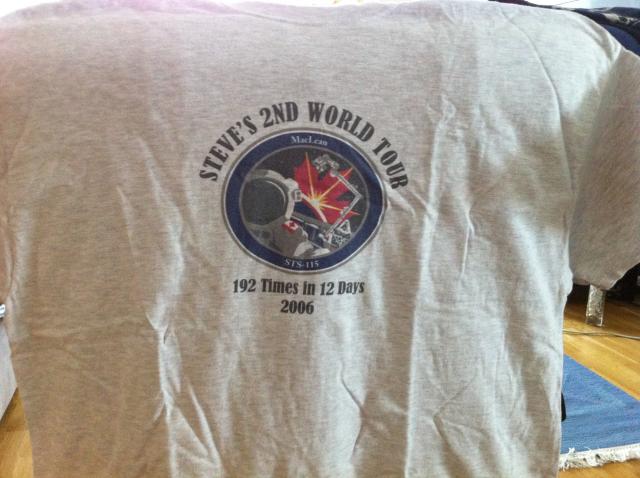 STEVE'S 2ND WORLD TOUR
MacLean
STS-115
192 Times in 12 Days
2006